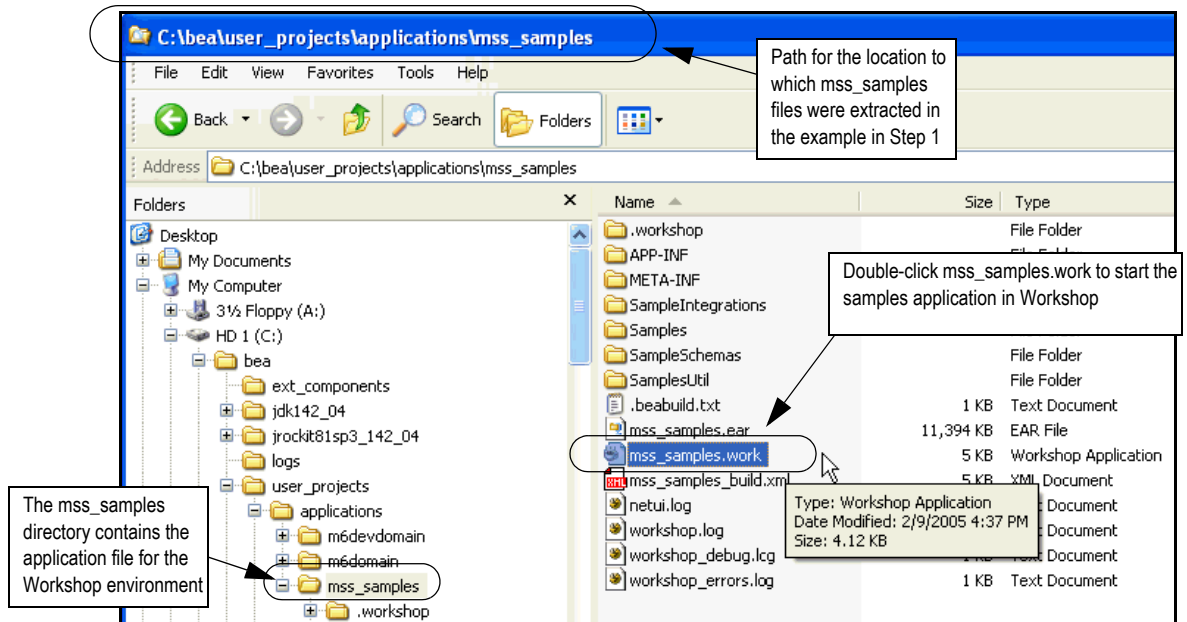 C:\bea\user_projects\applications\mss_samples
Path for the location to
which mss_samples
files were extracted in
the example in Step 1
File Edit View Favorites Tools Help
Back Search Folders
Address C:\bea\user_projects\applications\mss_samples
Folders
Name Size Type
Desktop
My Documents
My Computer
3½ Floppy (A:)
HD 1 (C:)
bea
ext_components
jdk142_04
jrockit81sp3_142_04
logs
user_projects
applications
m6devdomain
m6domain
mss_samples
.workshop
The mss_samples
directory contains the
application file for the
Workshop environment
.workshop File Folder
APP-INF
META-INF
SampleIntegrations
Samples
SampleSchemas File Folder
SamplesUtil File Folder
.beabuild.txt 1 KB Text Document
mss_samples.ear 11,394 KB EAR File
mss_samples.work 5 KB Workshop Application
mss_samples_build.xml 5 KB XML Document
netui.log Document
workshop.log Document
workshop_debug.lcg 1 KB Text Document
workshop_errors.log 1 KB Text Document
Double-click mss_samples.work to start the
samples application in Workshop
Type: Workshop Application
Date Modified: 2/9/2005 4:37 PM
Size: 4.12 KB